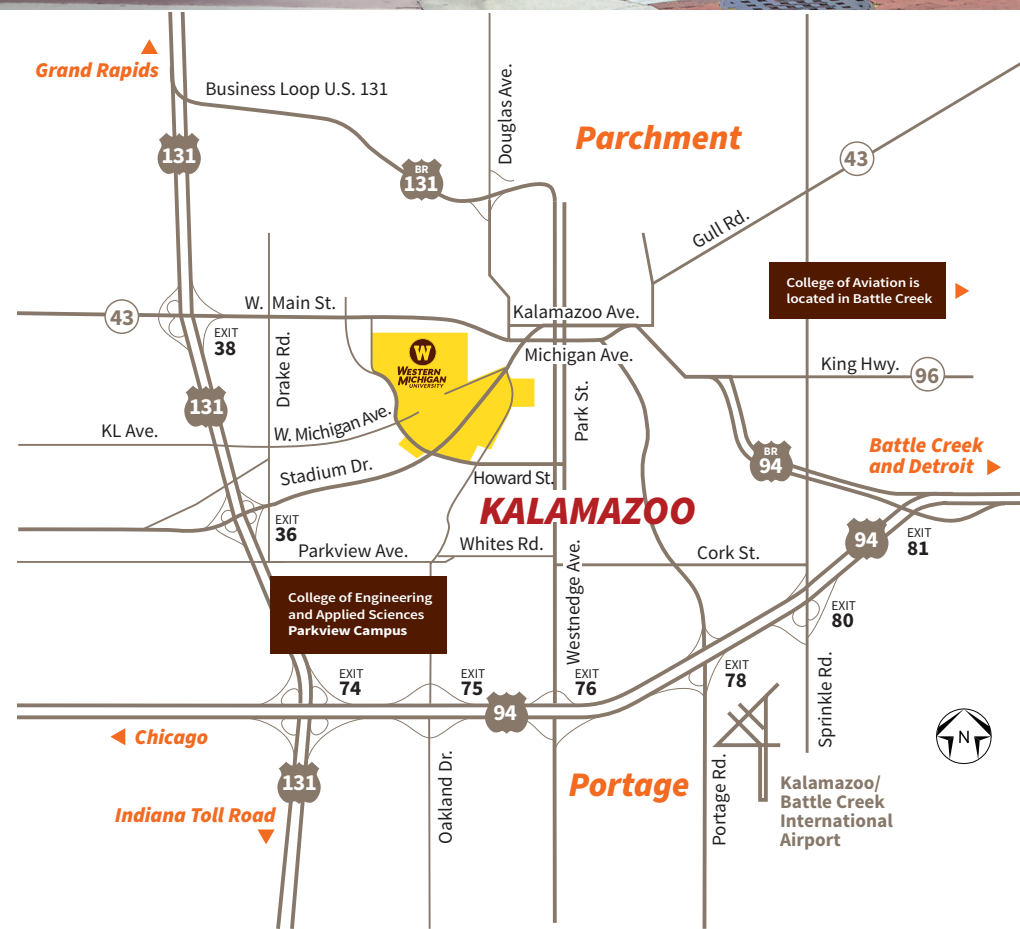 Grand Rapids
Business Loop U.S. 131
Douglas Ave.
Parchment
131
BR
131
43
Gull Rd.
College of Aviation is
located in Battle Creek
43
W. Main St.
Kalamazoo Ave.
EXIT
38
Drake Rd.
W
WESTERN
MICHIGAN
UNIVERSITY
Michigan Ave.
King Hwy.
96
131
Park St.
KL Ave.
W. Michigan Ave.
Battle Creek
and Detroit
BR
94
Stadium Dr.
Howard St.
KALAMAZOO
EXIT
36
94
EXIT
81
Parkview Ave.
Whites Rd.
Westnedge Ave.
Cork St.
College of Engineering
and Applied Sciences
Parkview Campus
EXIT
80
EXIT
74
EXIT
75
EXIT
76
EXIT
78
Sprinkle Rd.
94
Chicago
N
131
Oakland Dr.
Portage
Portage Rd.
Kalamazoo/
Battle Creek
International
Airport
Indiana Toll Road